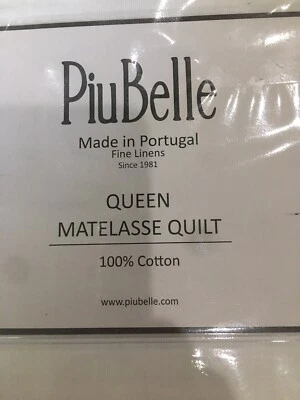 PiuBelle
Made in Portugal
Fine Linens
Since 1981
QUEEN
MATELASSE QUILT
100% Cotton
www.piubelle.com